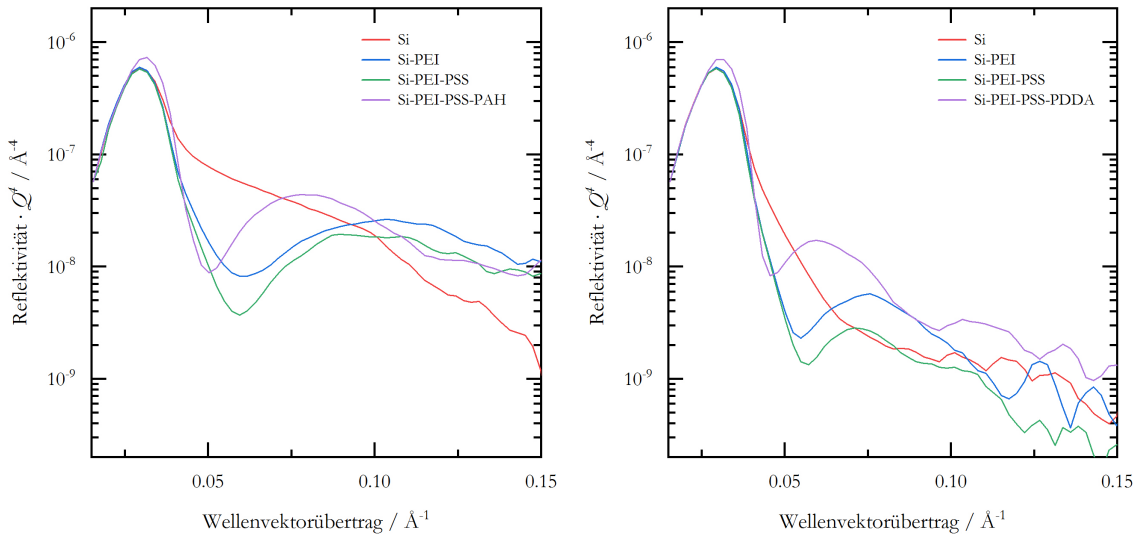 Reflektivität · Q⁴ / Å⁻⁴
10⁻⁶
10⁻⁷
10⁻⁸
10⁻⁹
Si
Si-PEI
Si-PEI-PSS
Si-PEI-PSS-PAH
0.05
0.10
0.15
Wellenvektorübertrag / Å⁻¹
Reflektivität · Q⁴ / Å⁻⁴
10⁻⁶
10⁻⁷
10⁻⁸
10⁻⁹
Si
Si-PEI
Si-PEI-PSS
Si-PEI-PSS-PDDA
0.05
0.10
0.15
Wellenvektorübertrag / Å⁻¹